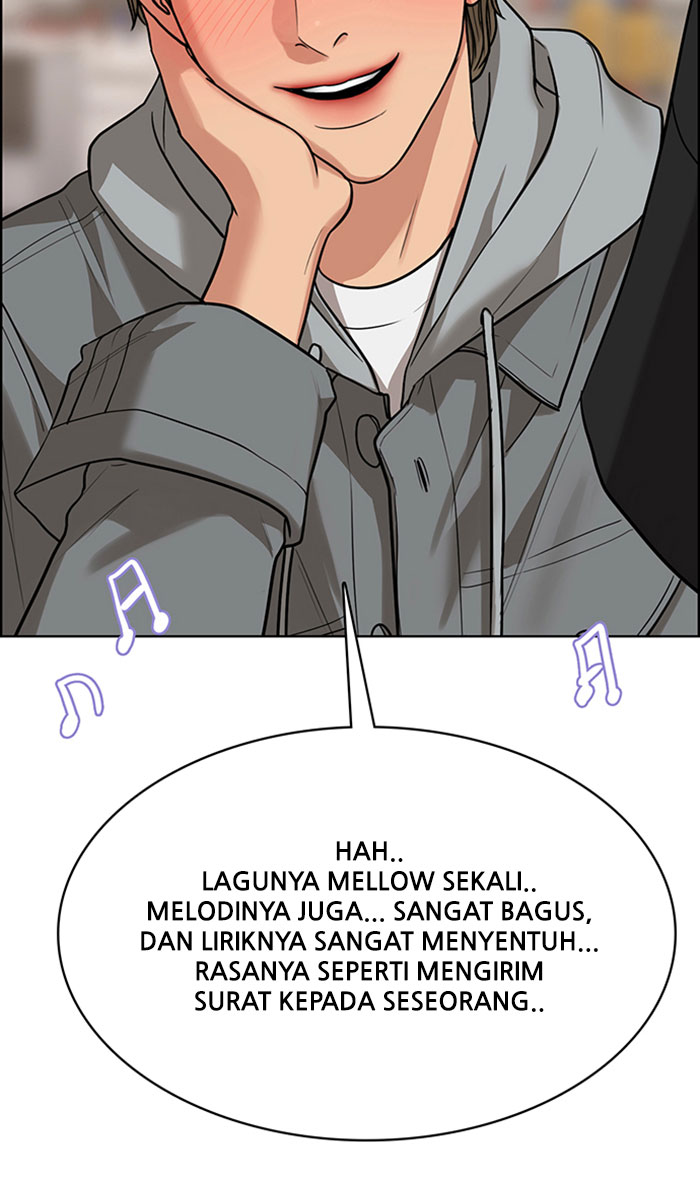 HAH..
LAGUNYA MELLOW SEKALI..
MELODINYA JUGA... SANGAT BAGUS,
DAN LIRIKNYA SANGAT MENYENTUH...
RASANYA SEPERTI MENGIRIM
SURAT KEPADA SESEORANG..